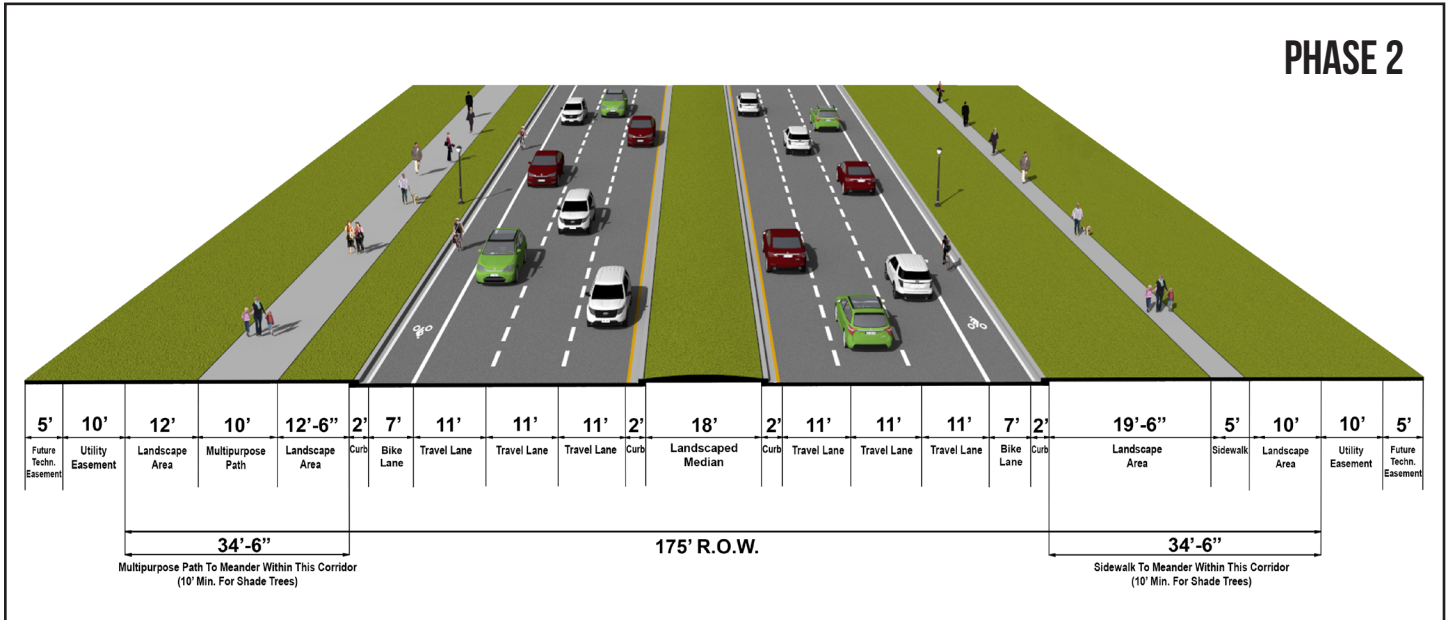 PHASE 2
5' 10' 12' 10' 12'-6" 2' 7' 11' 11' 11' 2' 18' 2' 11' 11' 11' 7' 2' 19'-6" 5' 10' 10' 5'
Future
Techn.
Easement
Utility
Easement
Landscape
Area
Multipurpose
Path
Landscape
Area
Curb
Bike
Lane
Travel Lane
Travel Lane
Travel Lane
Curb
Landscaped
Median
Curb
Travel Lane
Travel Lane
Travel Lane
Bike
Lane
Curb
Landscape
Area
Sidewalk
Landscape
Area
Utility
Easement
Future
Techn.
Easement
34'-6"
Multipurpose Path To Meander Within This Corridor
(10' Min. For Shade Trees)
175' R.O.W.
34'-6"
Sidewalk To Meander Within This Corridor
(10' Min. For Shade Trees)